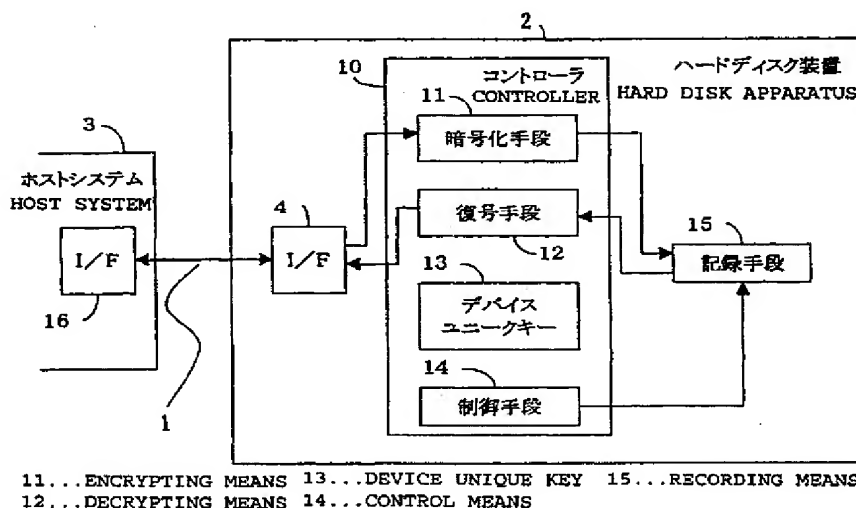 2
10
コントローラ
CONTROLLER
ハードディスク装置
HARD DISK APPARATUS
3
11
暗号化手段
ホストシステム
HOST SYSTEM
4
復号手段
15
I/F
I/F
12
記録手段
13
デバイス
ユニークキー
16
14
制御手段
1
11...ENCRYPTING MEANS 13...DEVICE UNIQUE KEY 15...RECORDING MEANS
12...DECRYPTING MEANS 14...CONTROL MEANS